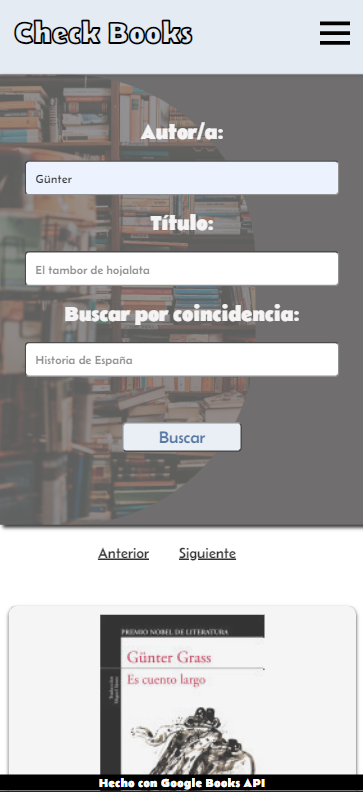 Check Books
Autor/a:
Günter
Título:
El tambor de hojalata
Buscar por coincidencia:
Historia de España
Buscar
Anterior Siguiente
PREMIO NOBEL DE LITERATURA
Günter Grass
Es cuento largo
Hecho con Google Books API